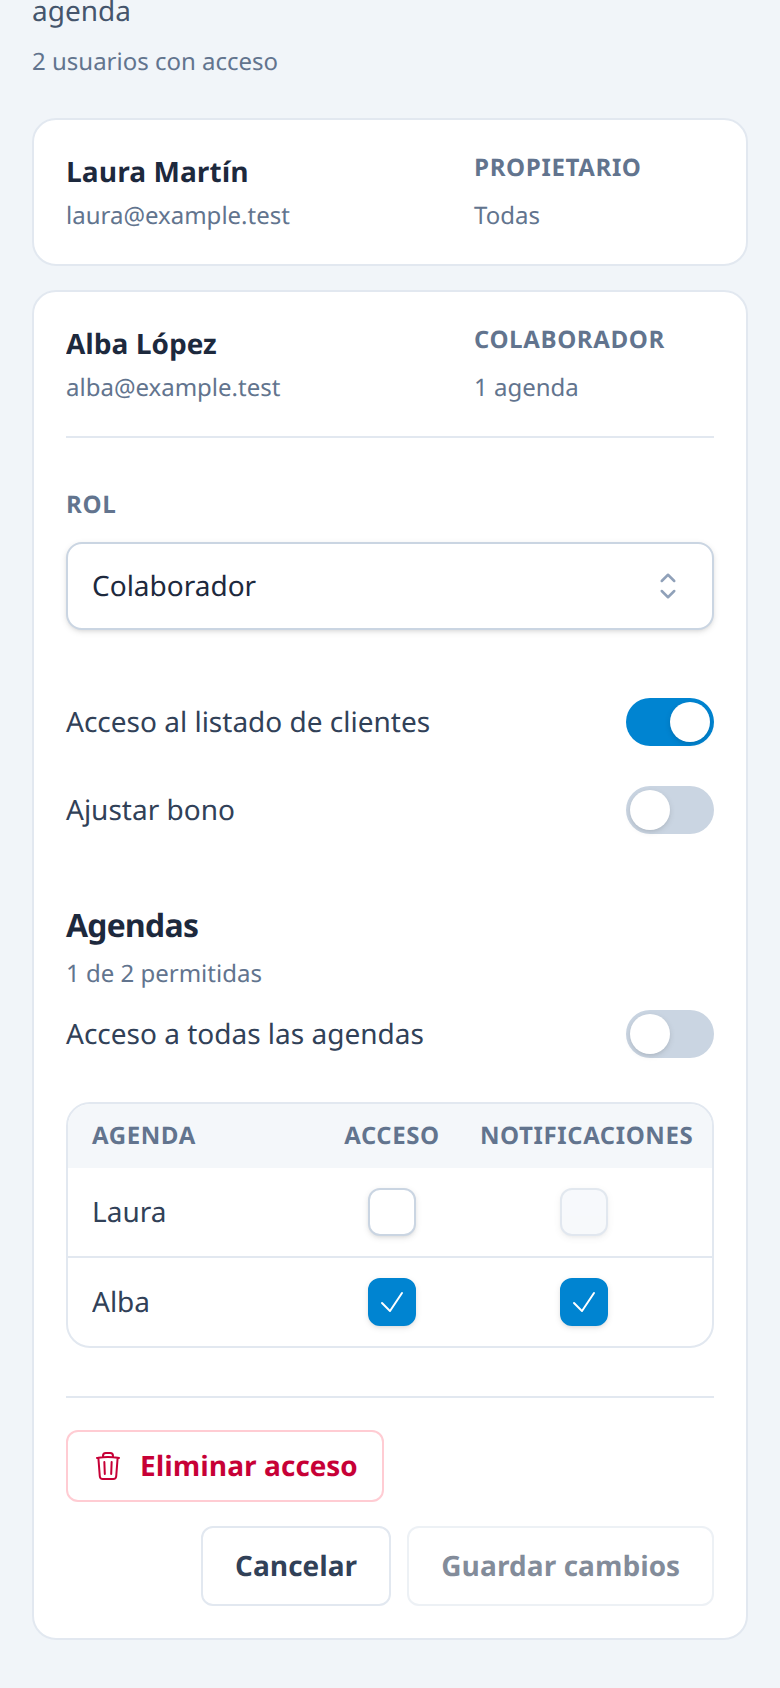 agenda
2 usuarios con acceso
Laura Martín
PROPIETARIO
laura@example.test
Todas
Alba López
COLABORADOR
alba@example.test
1 agenda
ROL
Colaborador
Acceso al listado de clientes
Ajustar bono
Agendas
1 de 2 permitidas
Acceso a todas las agendas
AGENDA ACCESO NOTIFICACIONES
Laura
Alba
Eliminar acceso
Cancelar
Guardar cambios